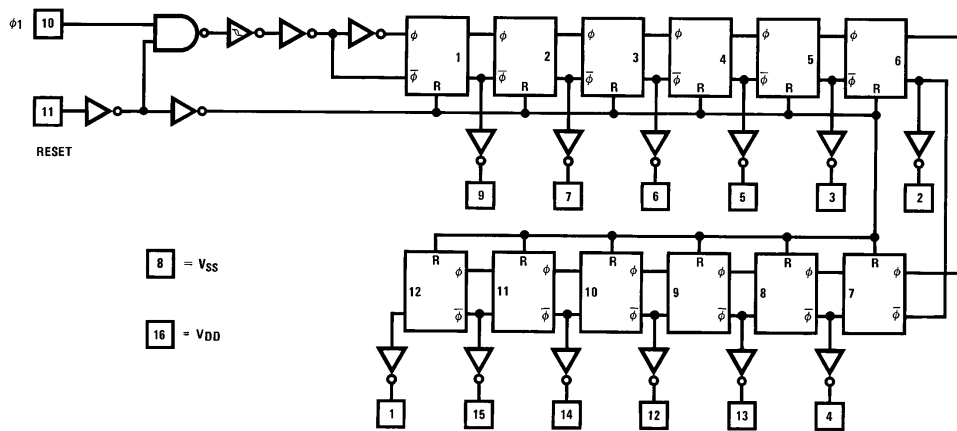 ϕ1 10
ϕ ϕ ϕ ϕ ϕ ϕ
1 2 3 4 5 6
ϕ̅ ϕ̅ ϕ̅ ϕ̅ ϕ̅ ϕ̅
R R R R R R
11
RESET
9 7 6 5 3 2
R R R R R R
8 = VSS
ϕ ϕ ϕ ϕ ϕ ϕ
12 11 10 9 8 7
ϕ̅ ϕ̅ ϕ̅ ϕ̅ ϕ̅
16 = VDD
1 15 14 12 13 4